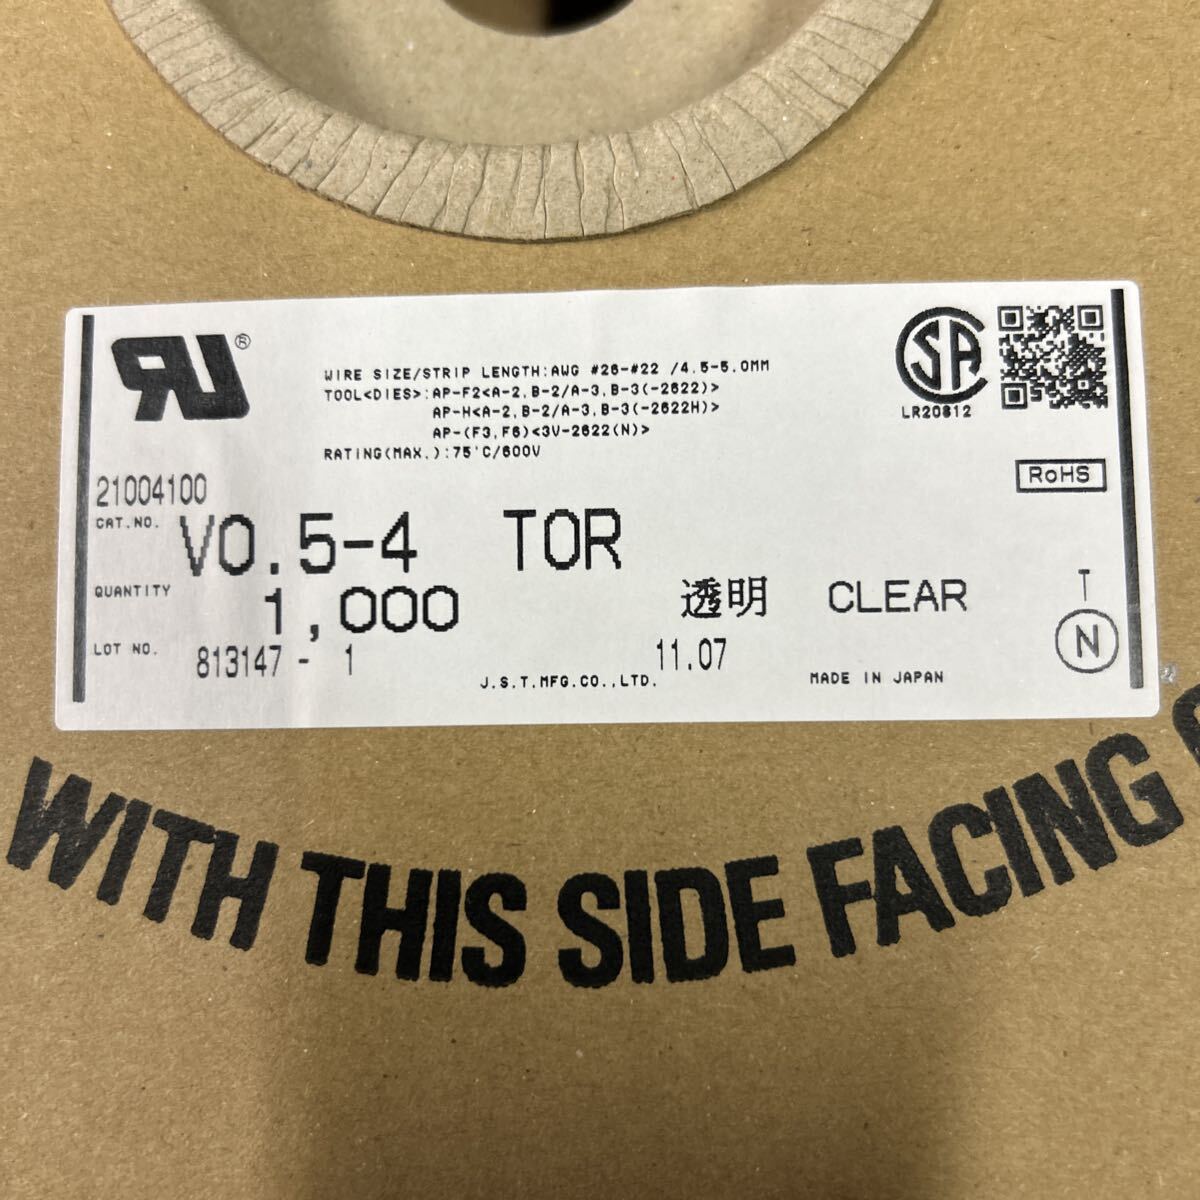 RU®
WIRE SIZE/STRIP LENGTH:AWG #26-#22 /4.5-5.0MM
TOOL<DIES>:AP-F2<A-2,B-2/A-3,B-3(-2622)>
AP-H<A-2,B-2/A-3,B-3(-2622H)>
AP-(F3,F6)<3V-2622(N)>
RATING(MAX.):75°C/600V
SA
LR20812
RoHS
21004100
CAT.NO. V0.5-4 TOR
QUANTITY 1,000 透明 CLEAR
T
N
LOT NO. 813147 - 1 11.07
J.S.T.MFG.CO.,LTD. MADE IN JAPAN
WITH THIS SIDE FACING